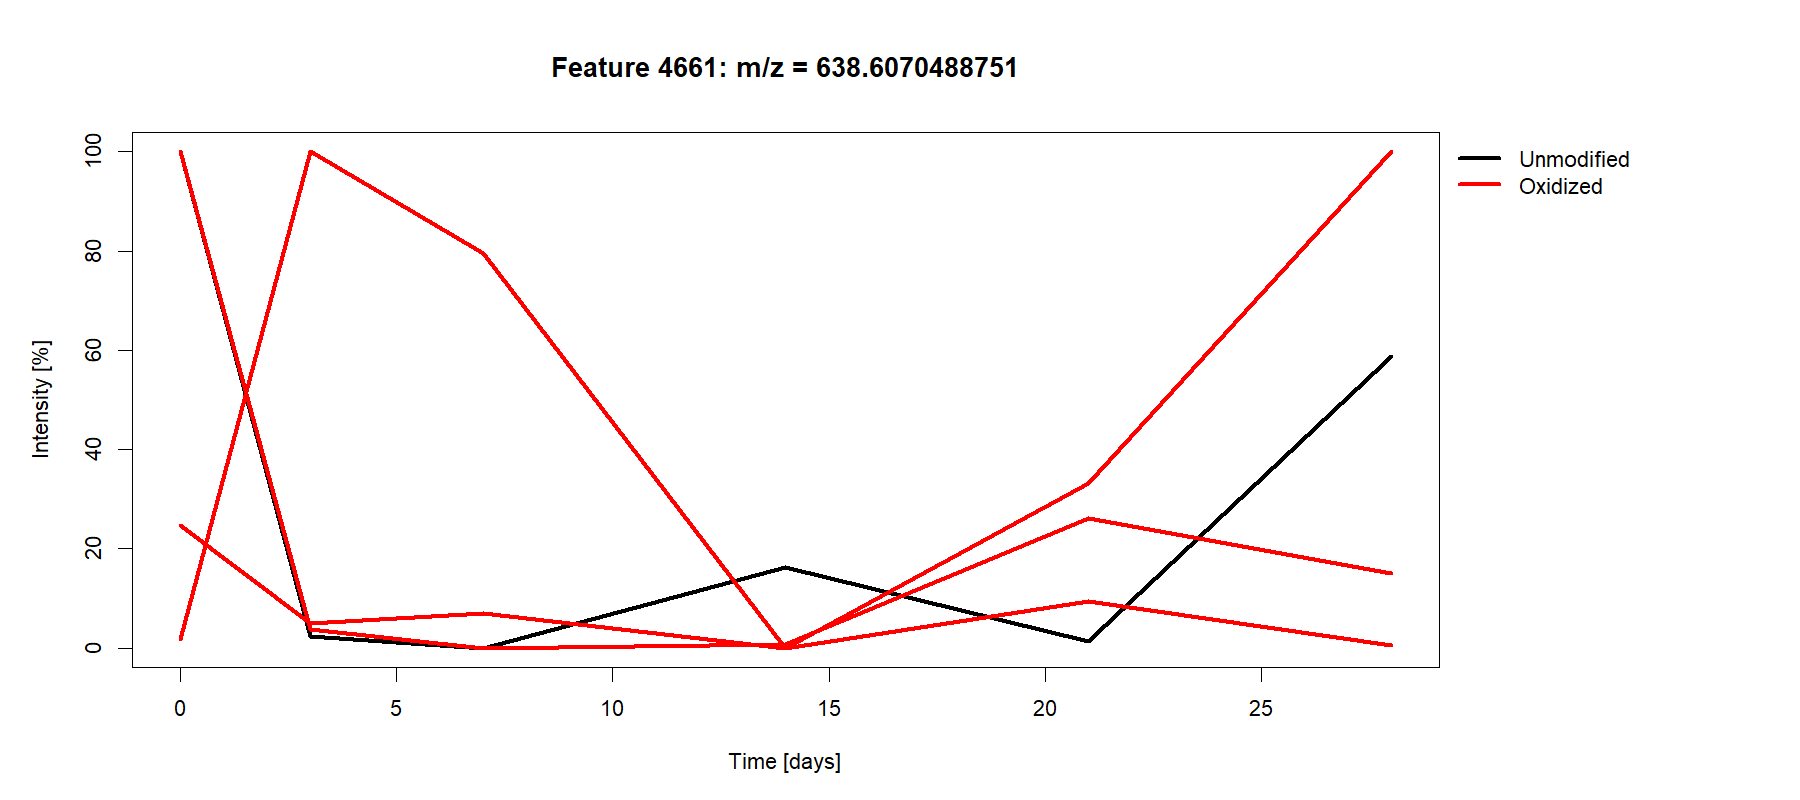 Feature 4661: m/z = 638.6070488751
Unmodified
Oxidized
Intensity [%]
100
80
60
40
20
0
0 5 10 15 20 25
Time [days]